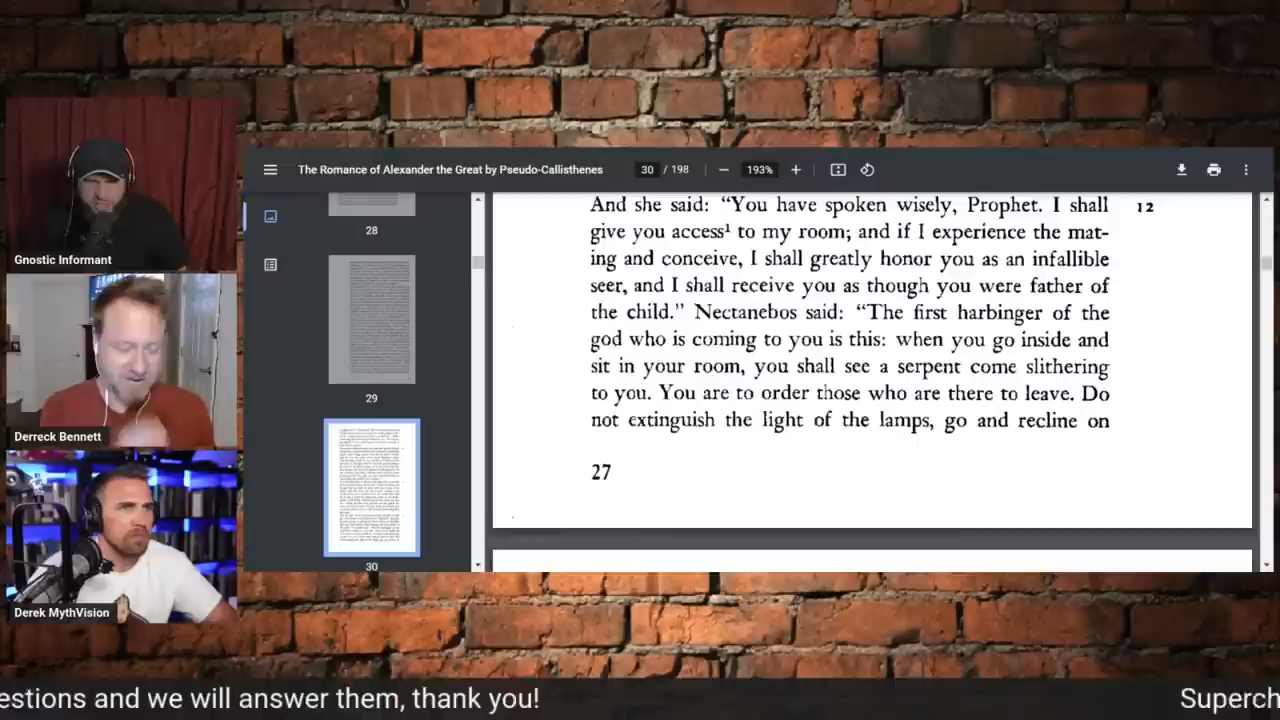 Gnostic Informant
Derreck Bennett
Derek MythVision
The Romance of Alexander the Great by Pseudo-Callisthenes
30 / 198
193%
28
29
30
And she said: “You have spoken wisely, Prophet. I shall 12
give you access¹ to my room; and if I experience the mat-
ing and conceive, I shall greatly honor you as an infallible
seer, and I shall receive you as though you were father of
the child.” Nectanebos said: “The first harbinger of the
god who is coming to you is this: when you go inside and
sit in your room, you shall see a serpent come slithering
to you. You are to order those who are there to leave. Do
not extinguish the light of the lamps, go and recline on
27
estions and we will answer them, thank you!
Superch